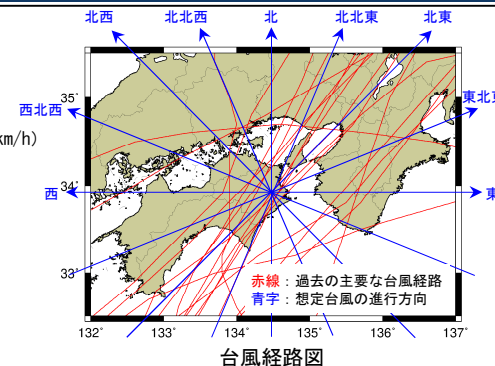 北西 北北西 北 北北東 北東
西北西 東北東
km/h)
西 東
35°
34°
33°
132° 133° 134° 135° 136° 137°
赤線：過去の主要な台風経路
青字：想定台風の進行方向
台風経路図